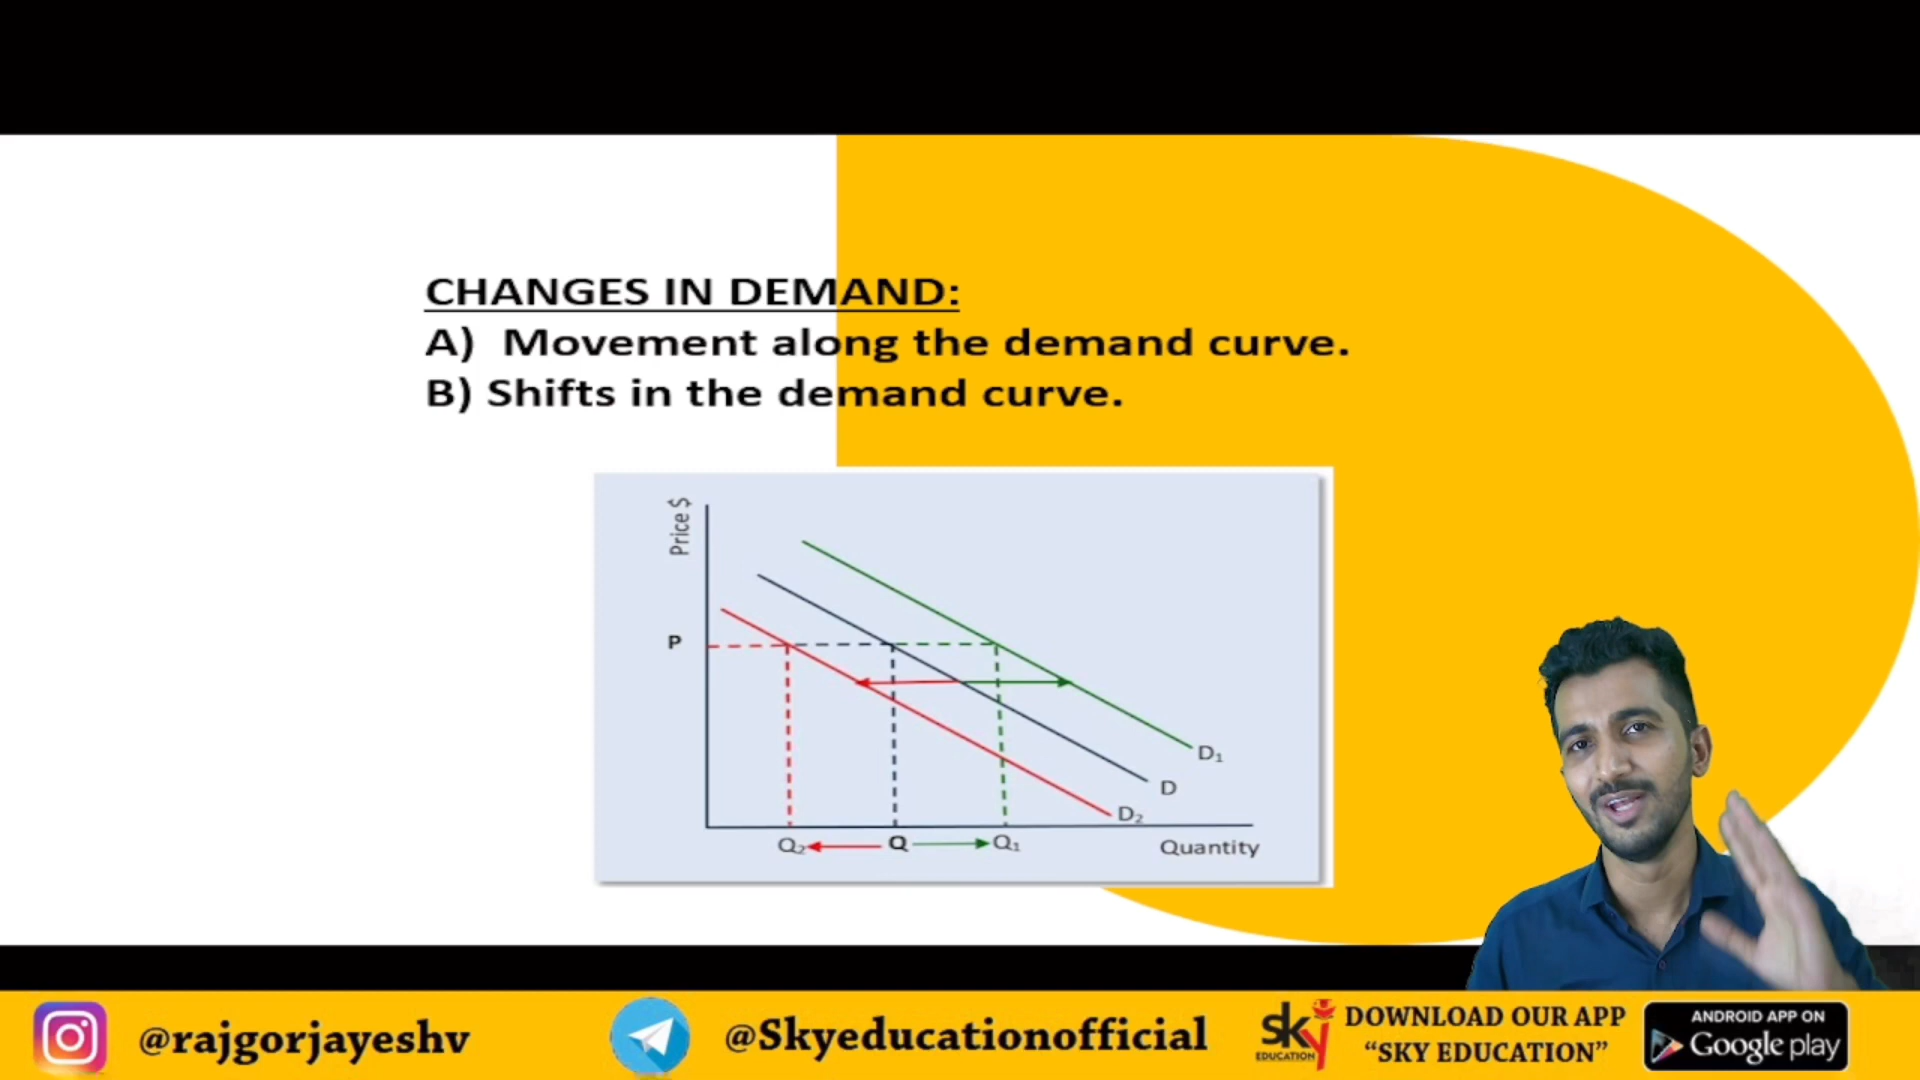 CHANGES IN DEMAND:
A) Movement along the demand curve.
B) Shifts in the demand curve.
Price $
P
D₁
D
D₂
Q₂ Q Q₁
Quantity
@rajgorjayeshv
@Skyeducationofficial
sky
EDUCATION
DOWNLOAD OUR APP
“SKY EDUCATION”
ANDROID APP ON
Google play